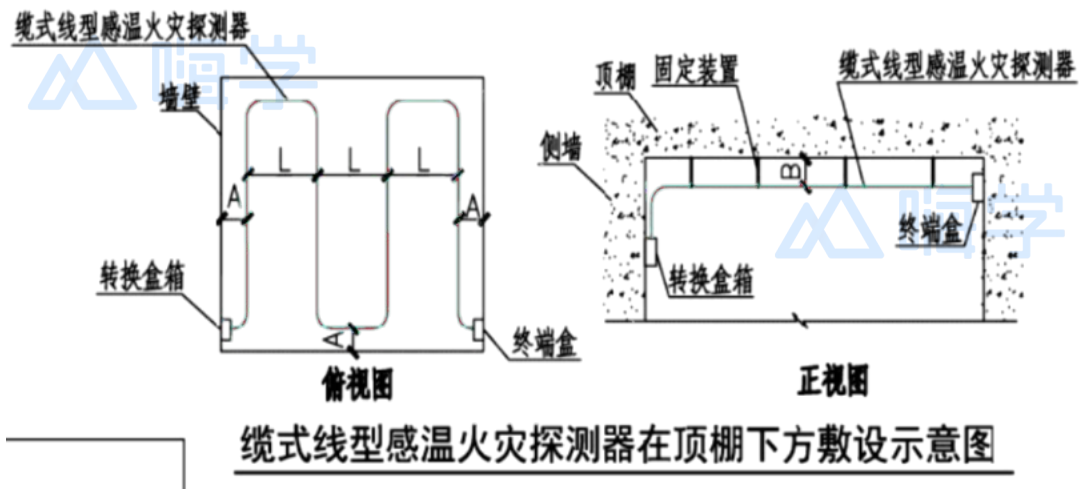 缆式线型感温火灾探测器
嗨学
墙壁
L
L
L
A
A
A
转换盒箱
终端盒
俯视图
顶棚
固定装置
缆式线型感温火灾探测器
侧墙
B
嗨学
终端盒
转换盒箱
正视图
缆式线型感温火灾探测器在顶棚下方敷设示意图